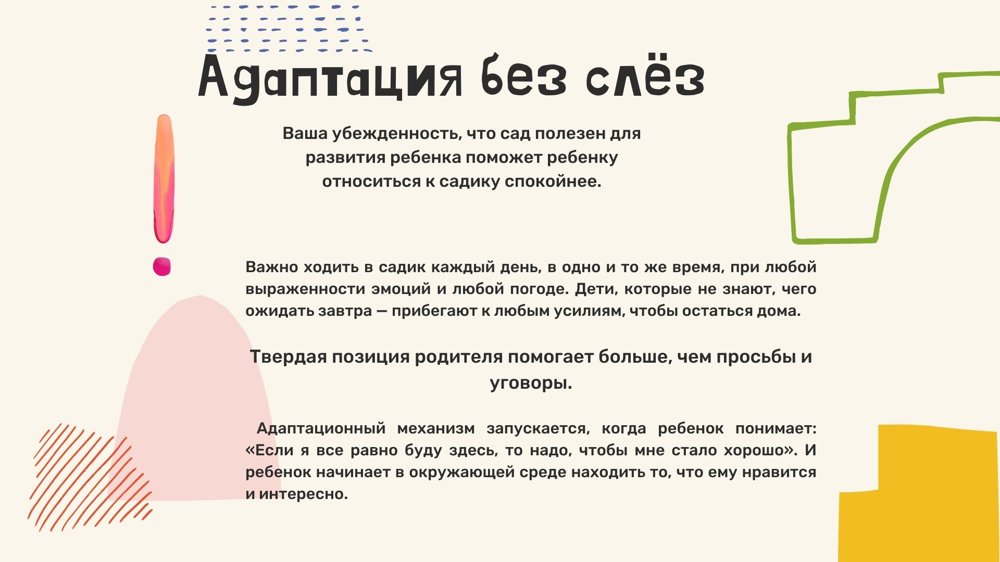 Адаптация без слёз
Ваша убежденность, что сад полезен для
развития ребенка поможет ребенку
относиться к садику спокойнее.
Важно ходить в садик каждый день, в одно и то же время, при любой
выраженности эмоций и любой погоде. Дети, которые не знают, чего
ожидать завтра — прибегают к любым усилиям, чтобы остаться дома.
Твердая позиция родителя помогает больше, чем просьбы и
уговоры.
Адаптационный механизм запускается, когда ребенок понимает:
«Если я все равно буду здесь, то надо, чтобы мне стало хорошо». И
ребенок начинает в окружающей среде находить то, что ему нравится
и интересно.